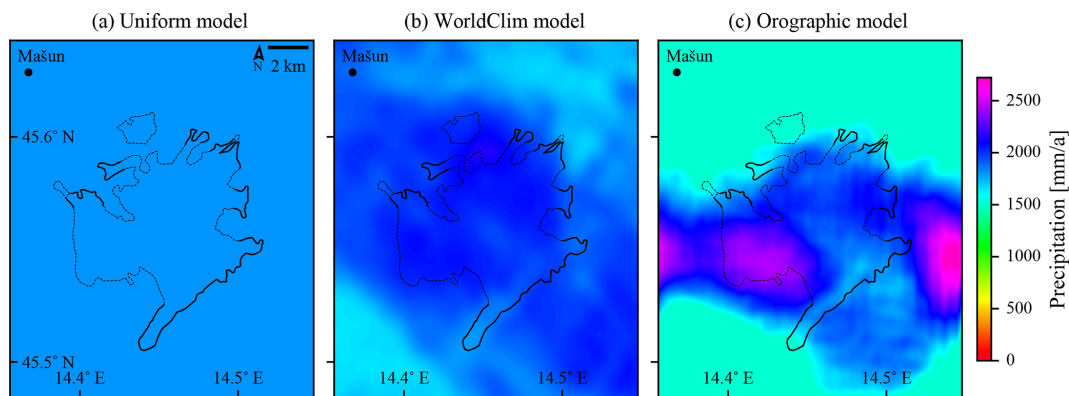 (a) Uniform model
(b) WorldClim model
(c) Orographic model
Mašun
N
2 km
Mašun
Mašun
45.6° N
45.5° N
14.4° E
14.5° E
14.4° E
14.5° E
14.4° E
14.5° E
2500
2000
1500
1000
500
0
Precipitation [mm/a]